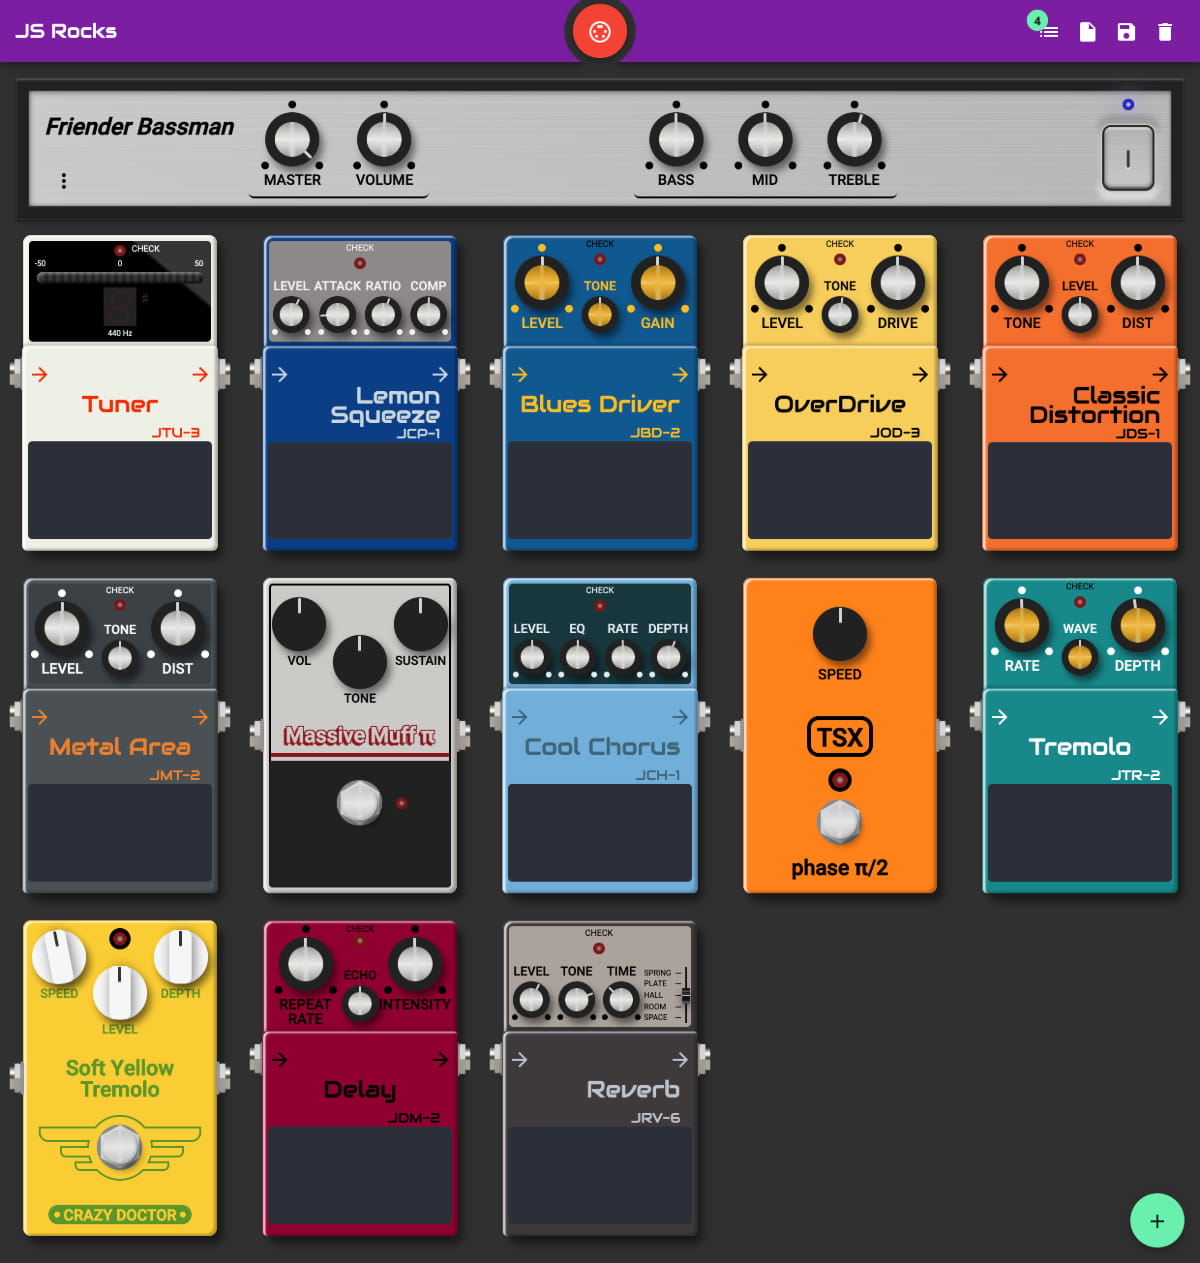 JS Rocks
4
Friender Bassman
MASTER
VOLUME
BASS
MID
TREBLE
CHECK
-50
0
50
440 Hz
Tuner
JTU-3
CHECK
LEVEL
ATTACK
RATIO
COMP
Lemon
Squeeze
JCP-1
CHECK
TONE
LEVEL
GAIN
Blues Driver
JBD-2
CHECK
TONE
LEVEL
DRIVE
OverDrive
JOD-3
CHECK
LEVEL
TONE
DIST
Classic
Distortion
JDS-1
CHECK
TONE
LEVEL
DIST
Metal Area
JMT-2
VOL
SUSTAIN
TONE
Massive Muff π
CHECK
LEVEL
EQ
RATE
DEPTH
Cool Chorus
JCH-1
SPEED
TSX
phase π/2
CHECK
WAVE
RATE
DEPTH
Tremolo
JTR-2
SPEED
DEPTH
LEVEL
Soft Yellow
Tremolo
CRAZY DOCTOR
CHECK
ECHO
REPEAT
RATE
INTENSITY
Delay
JDM-2
CHECK
LEVEL
TONE
TIME
SPRING
PLATE
HALL
ROOM
SPACE
Reverb
JRV-6